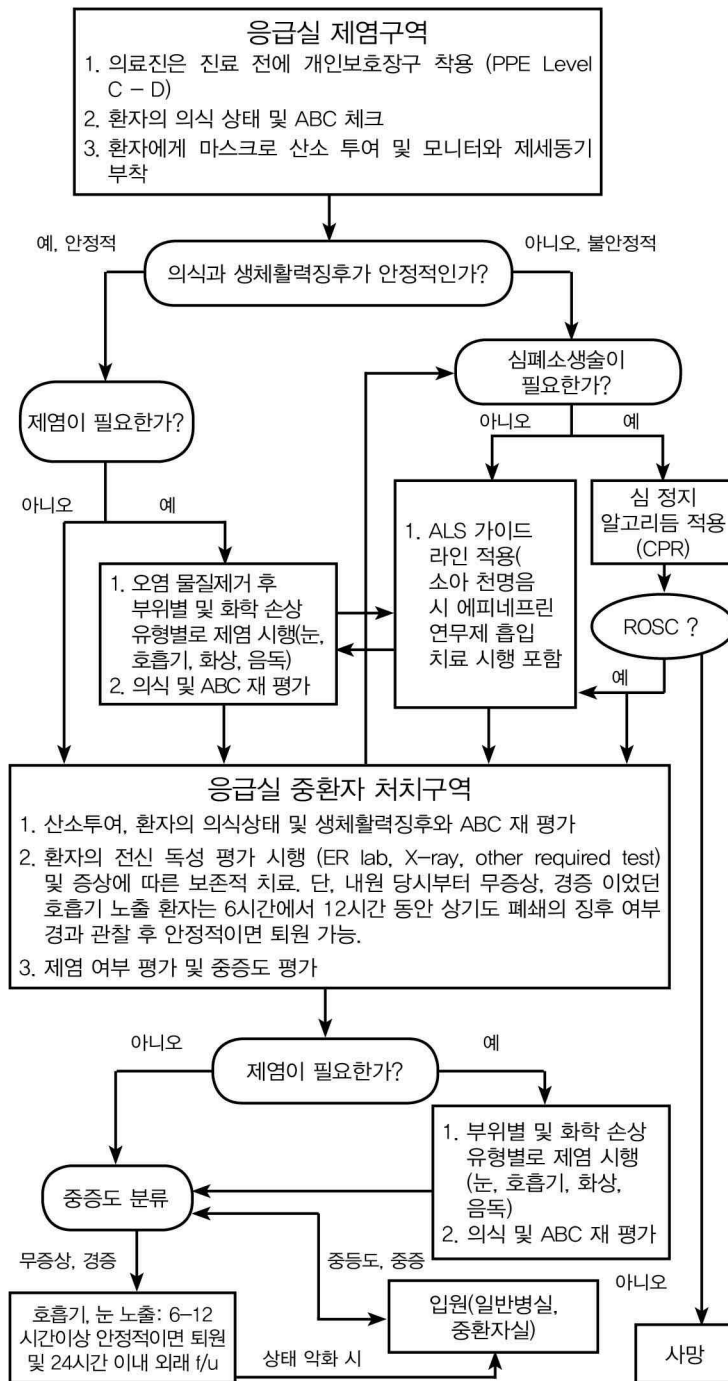 응급실 제염구역
1. 의료진은 진료 전에 개인보호장구 착용 (PPE Level
C - D)
2. 환자의 의식 상태 및 ABC 체크
3. 환자에게 마스크로 산소 투여 및 모니터와 제세동기
부착
예, 안정적
아니오, 불안정적
의식과 생체활력징후가 안정적인가?
심폐소생술이
필요한가?
제염이 필요한가?
아니오
예
아니오
예
1. ALS 가이드
라인 적용(
소아 천명음
시 에피네프린
연무제 흡입
치료 시행 포함
심 정지
알고리듬 적용
(CPR)
1. 오염 물질제거 후
부위별 및 화학 손상
유형별로 제염 시행(눈,
호흡기, 화상, 음독)
2. 의식 및 ABC 재 평가
ROSC ?
예
응급실 중환자 처치구역
1. 산소투여, 환자의 의식상태 및 생체활력징후와 ABC 재 평가
2. 환자의 전신 독성 평가 시행 (ER lab, X-ray, other required test)
및 증상에 따른 보존적 치료. 단, 내원 당시부터 무증상, 경증 이었던
호흡기 노출 환자는 6시간에서 12시간 동안 상기도 폐쇄의 징후 여부
경과 관찰 후 안정적이면 퇴원 가능.
3. 제염 여부 평가 및 중증도 평가
아니오
예
제염이 필요한가?
1. 부위별 및 화학 손상
유형별로 제염 시행
(눈, 호흡기, 화상,
음독)
2. 의식 및 ABC 재 평가
중증도 분류
무증상, 경증
중등도, 중증
아니오
호흡기, 눈 노출: 6-12
시간이상 안정적이면 퇴원
및 24시간 이내 외래 f/u
상태 악화 시
입원(일반병실,
중환자실)
사망